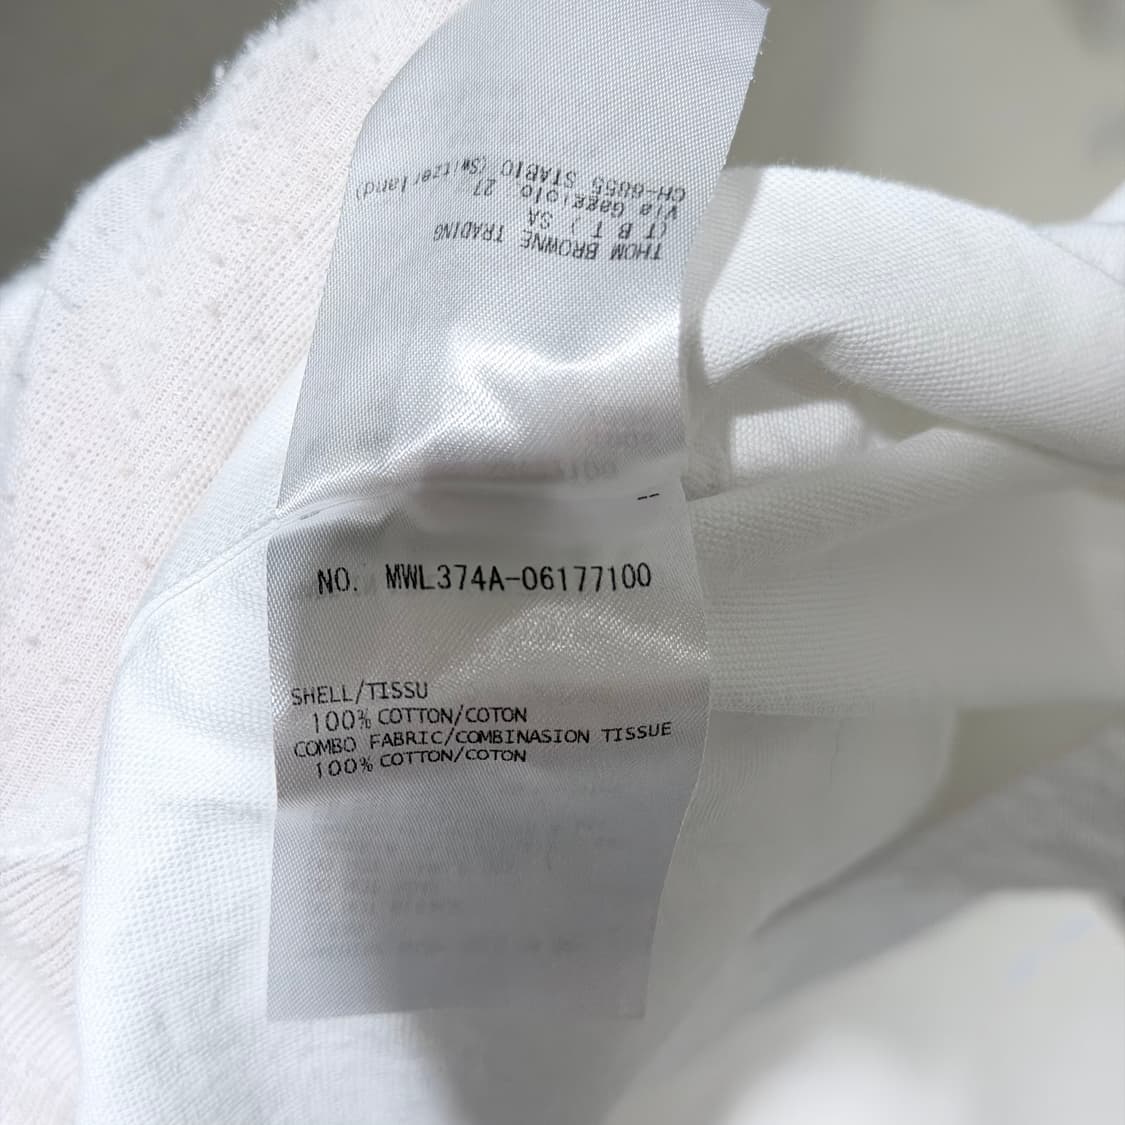 THOM BROWNE TRADING
(T B T) SA
Via Gaggiolo 27
CH-6855 STABIO (Switzerland)
--
NO. MWL374A-06177100
SHELL/TISSU
100% COTTON/COTON
COMBO FABRIC/COMBINASION TISSUE
100% COTTON/COTON